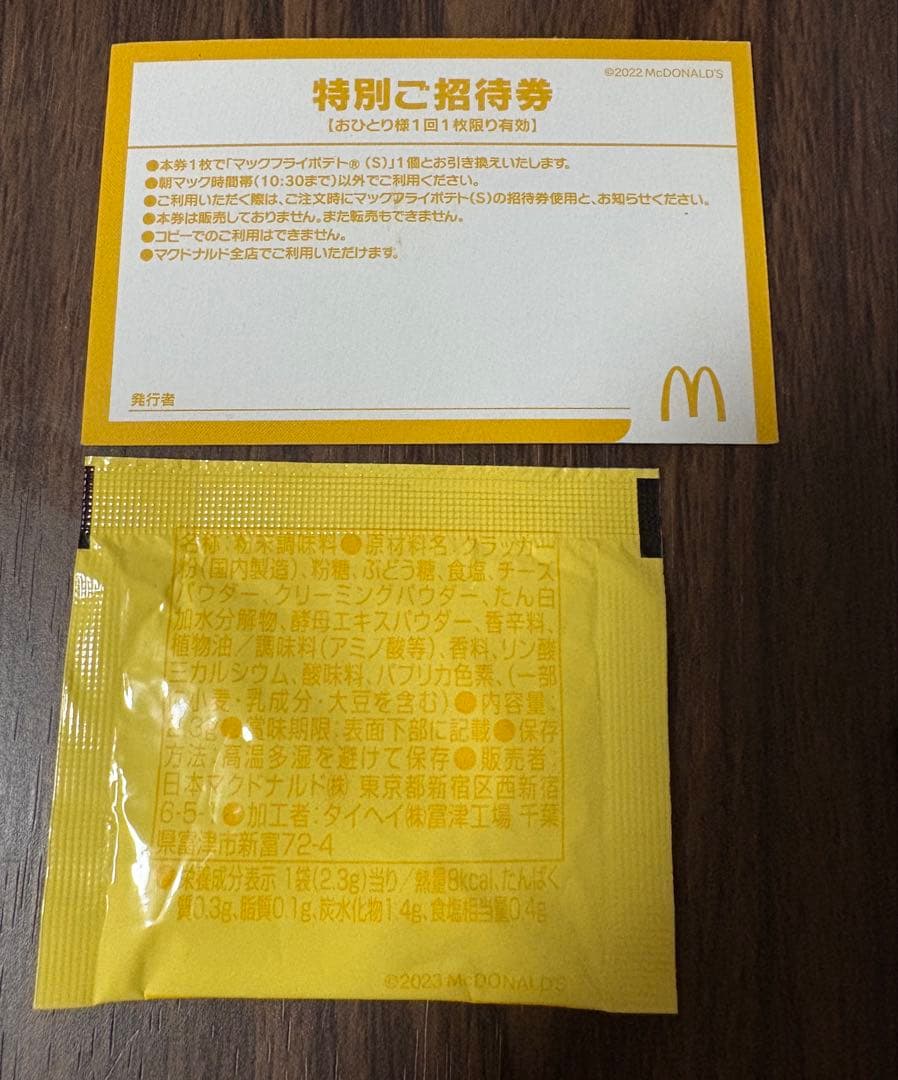 ©2022 McDONALD'S
特別ご招待券
【おひとり様1回1枚限り有効】
●本券1枚で「マックフライポテト®(S)」1個とお引き換えいたします。
●朝マック時間帯(10:30まで)以外でご利用ください。
●ご利用いただく際は、ご注文時にマックフライポテト(S)の招待券使用と、お知らせください。
●本券は販売しておりません。また転売もできません。
●コピーでのご利用はできません。
●マクドナルド全店でご利用いただけます。
発行者
名称:粉末調味料●原材料名:クラッカー
粉(国内製造)、粉糖、ぶどう糖、食塩、チーズ
パウダー、クリーミングパウダー、たん白
加水分解物、酵母エキスパウダー、香辛料、
植物油/調味料(アミノ酸等)、香料、リン酸
三カルシウム、酸味料、パプリカ色素、(一部
小麦・乳成分・大豆を含む)●内容量:
2.3g●賞味期限:表面下部に記載●保存
方法:高温多湿を避けて保存●販売者:
日本マクドナルド㈱ 東京都新宿区西新宿
6-5-1●加工者:タイヘイ㈱富津工場 千葉
県富津市新富72-4
●栄養成分表示 1袋(2.3g)当り/熱量8kcal、たんぱく
質0.3g、脂質0.1g、炭水化物1.4g、食塩相当量0.4g
©2023 McDONALD'S